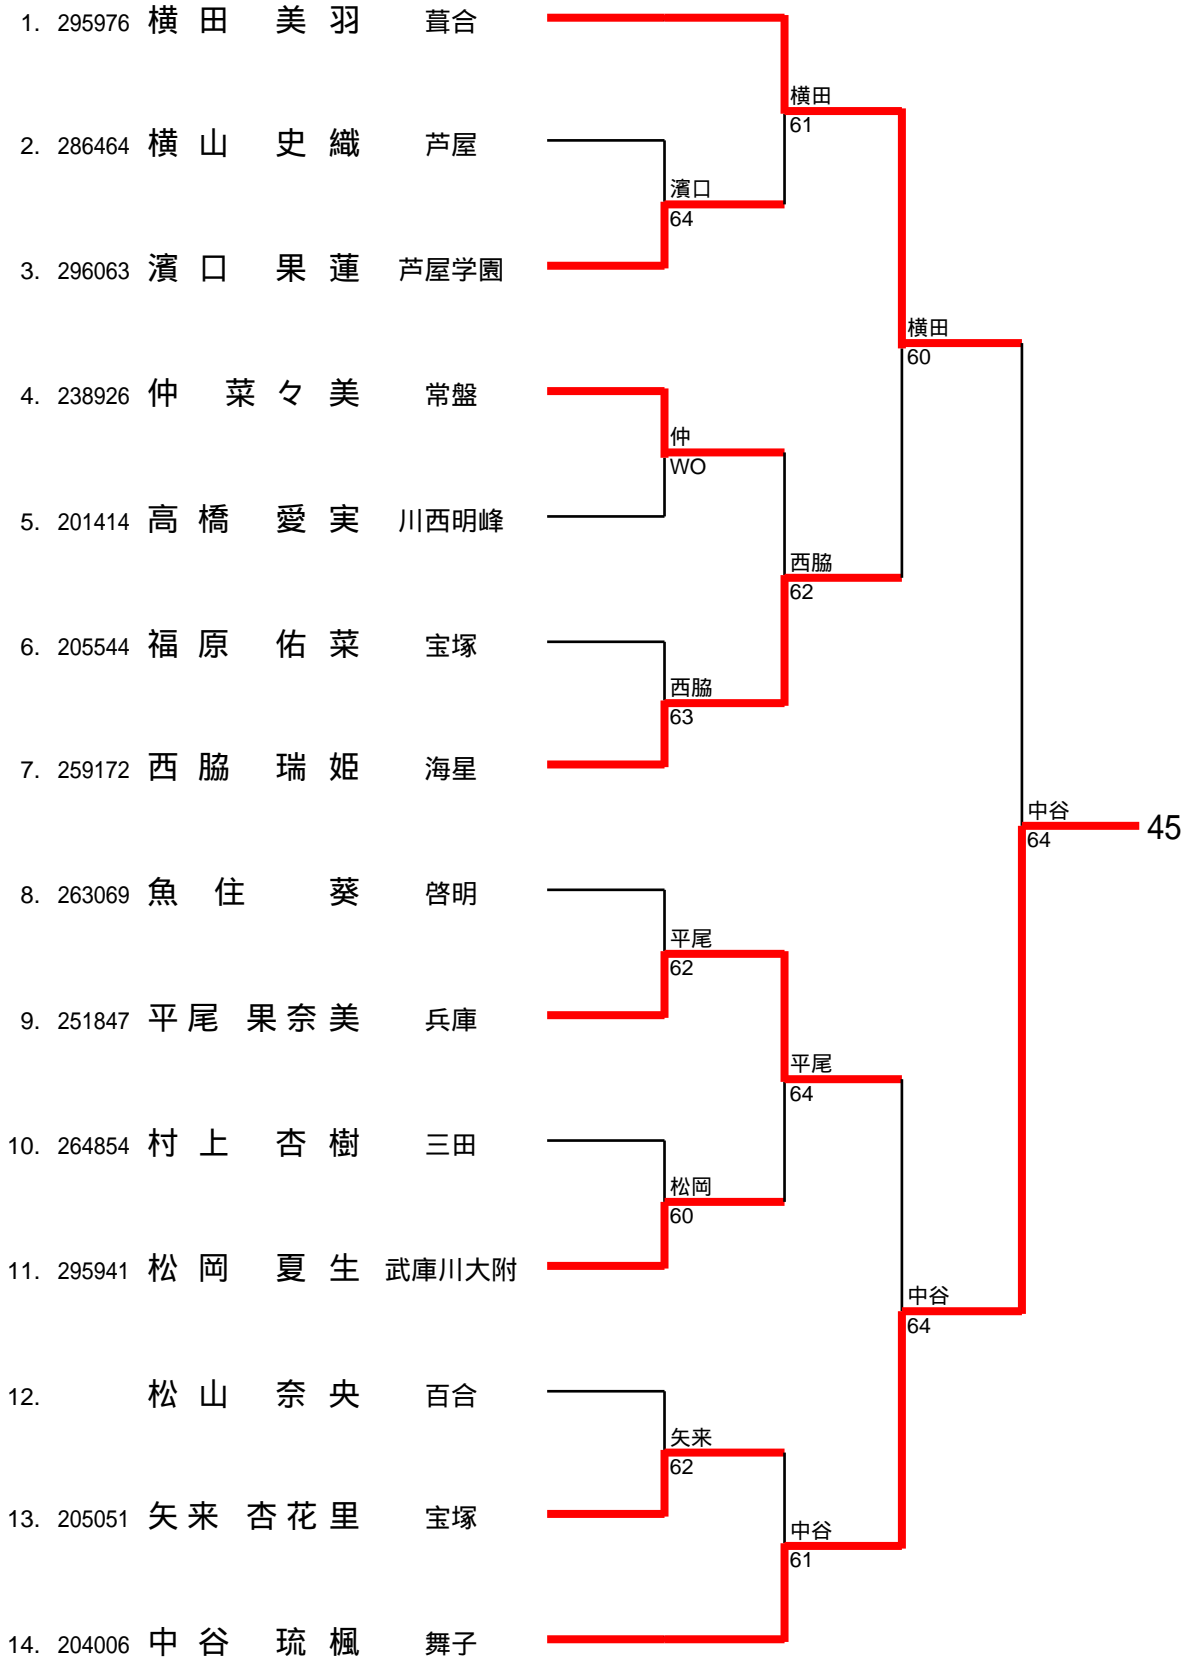 1. 295976 横田 美羽 葺合
横田
61
2. 286464 横山 史織 芦屋
濱口
64
3. 296063 濱口 果蓮 芦屋学園
横田
60
4. 238926 仲 菜々美 常盤
仲
WO
5. 201414 高橋 愛実 川西明峰
西脇
62
6. 205544 福原 佑菜 宝塚
西脇
63
7. 259172 西脇 瑞姫 海星
中谷
64
45
8. 263069 魚住 葵 啓明
平尾
62
9. 251847 平尾 果奈美 兵庫
平尾
64
10. 264854 村上 杏樹 三田
松岡
60
11. 295941 松岡 夏生 武庫川大附
中谷
64
12. 松山 奈央 百合
矢来
62
13. 205051 矢来 杏花里 宝塚
中谷
61
14. 204006 中谷 琉楓 舞子